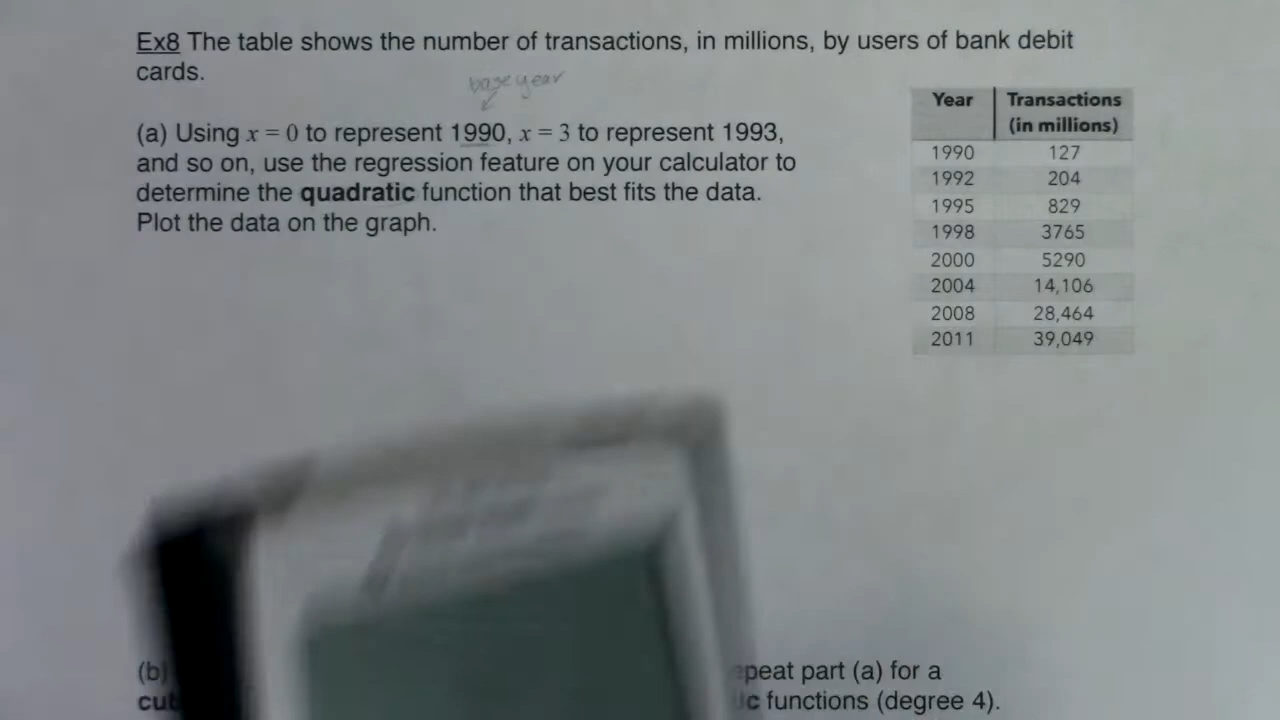 Ex8 The table shows the number of transactions, in millions, by users of bank debit
cards.
base year
(a) Using x = 0 to represent 1990, x = 3 to represent 1993,
and so on, use the regression feature on your calculator to
determine the quadratic function that best fits the data.
Plot the data on the graph.
Year Transactions
(in millions)
1990 127
1992 204
1995 829
1998 3765
2000 5290
2004 14,106
2008 28,464
2011 39,049
(b) peat part (a) for a
cub ic functions (degree 4).